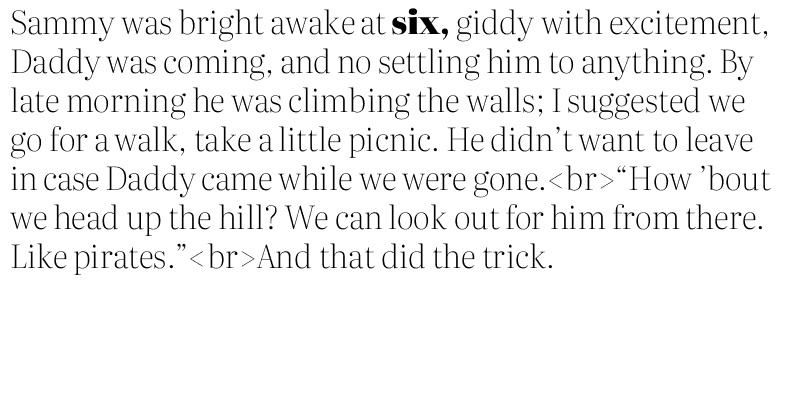 Sammy was bright awake at six, giddy with excitement,
Daddy was coming, and no settling him to anything. By
late morning he was climbing the walls; I suggested we
go for a walk, take a little picnic. He didn’t want to leave
in case Daddy came while we were gone.<br>“How ’bout
we head up the hill? We can look out for him from there.
Like pirates.”<br>And that did the trick.